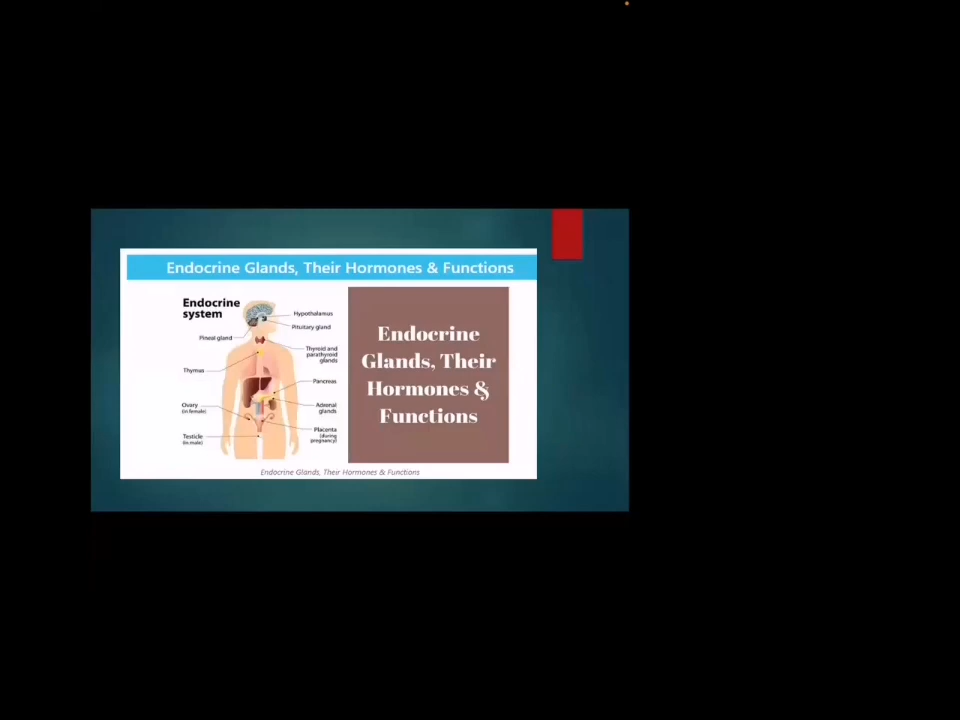 Endocrine Glands, Their Hormones & Functions
Endocrine
system
Hypothalamus
Pituitary gland
Pineal gland
Thyroid and
parathyroid
glands
Thymus
Pancreas
Ovary
(in female)
Adrenal
glands
Placenta
(during
pregnancy)
Testicle
(in male)
Endocrine
Glands, Their
Hormones &
Functions
Endocrine Glands, Their Hormones & Functions